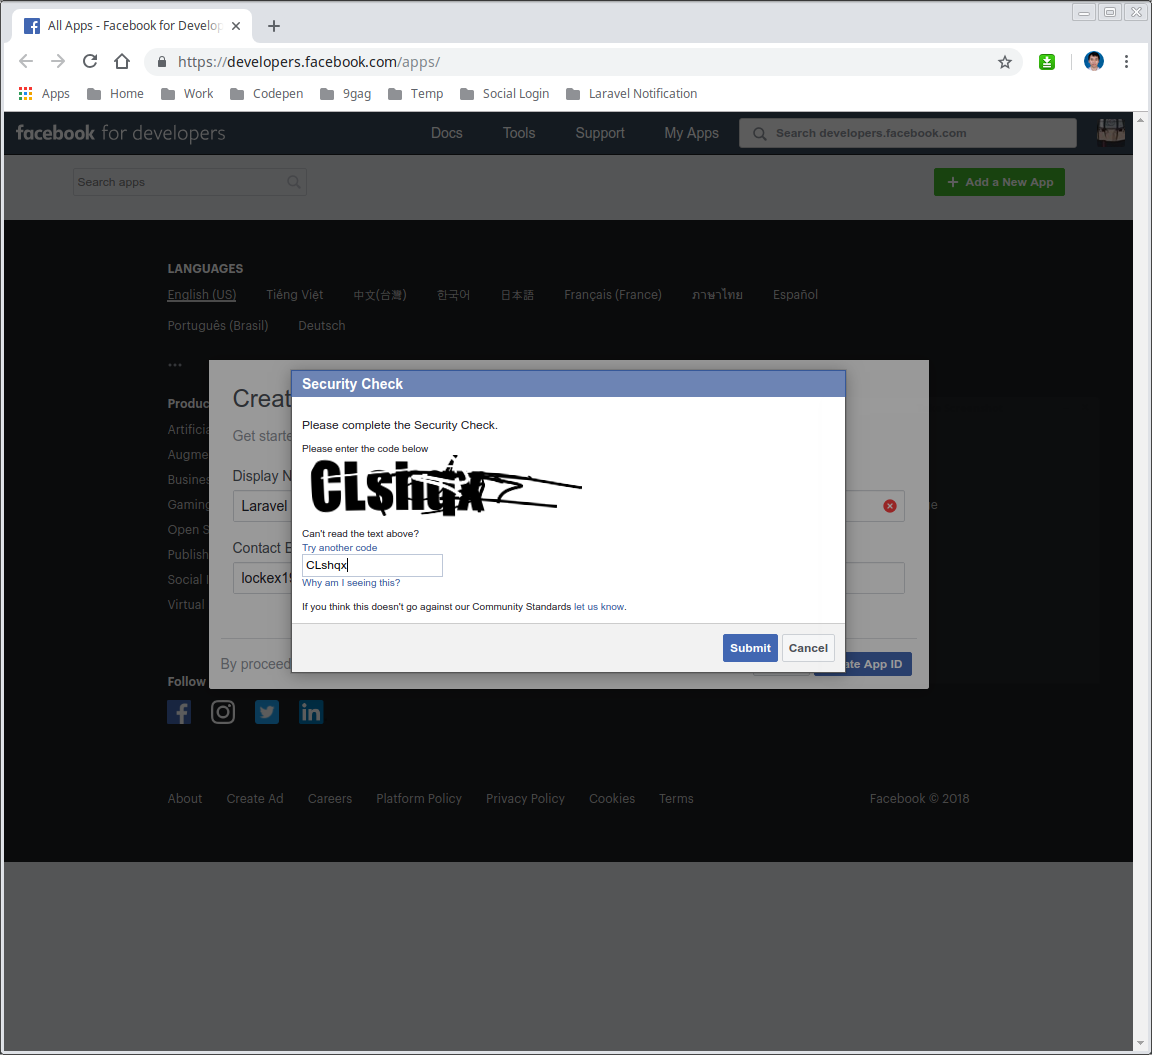 All Apps - Facebook for Develop
https://developers.facebook.com/apps/
Apps Home Work Codepen 9gag Temp Social Login Laravel Notification
facebook for developers Docs Tools Support My Apps Search developers.facebook.com
Search apps + Add a New App
LANGUAGES
English (US) Tiếng Việt 中文(台灣) 한국어 日本語 Français (France) ภาษาไทย Español
Português (Brasil) Deutsch
...
Creat
Security Check
Produc
Please complete the Security Check.
Artificia
Get starte
Please enter the code below
Augme
CLshqx
Busines
Display N
Gaming
Laravel
e
Open S
Can't read the text above?
Publish
Contact E
Try another code
CLshqx
Social I
lockex19
Why am I seeing this?
Virtual
If you think this doesn't go against our Community Standards let us know.
Submit Cancel
By proceed
ate App ID
Follow
About Create Ad Careers Platform Policy Privacy Policy Cookies Terms Facebook © 2018